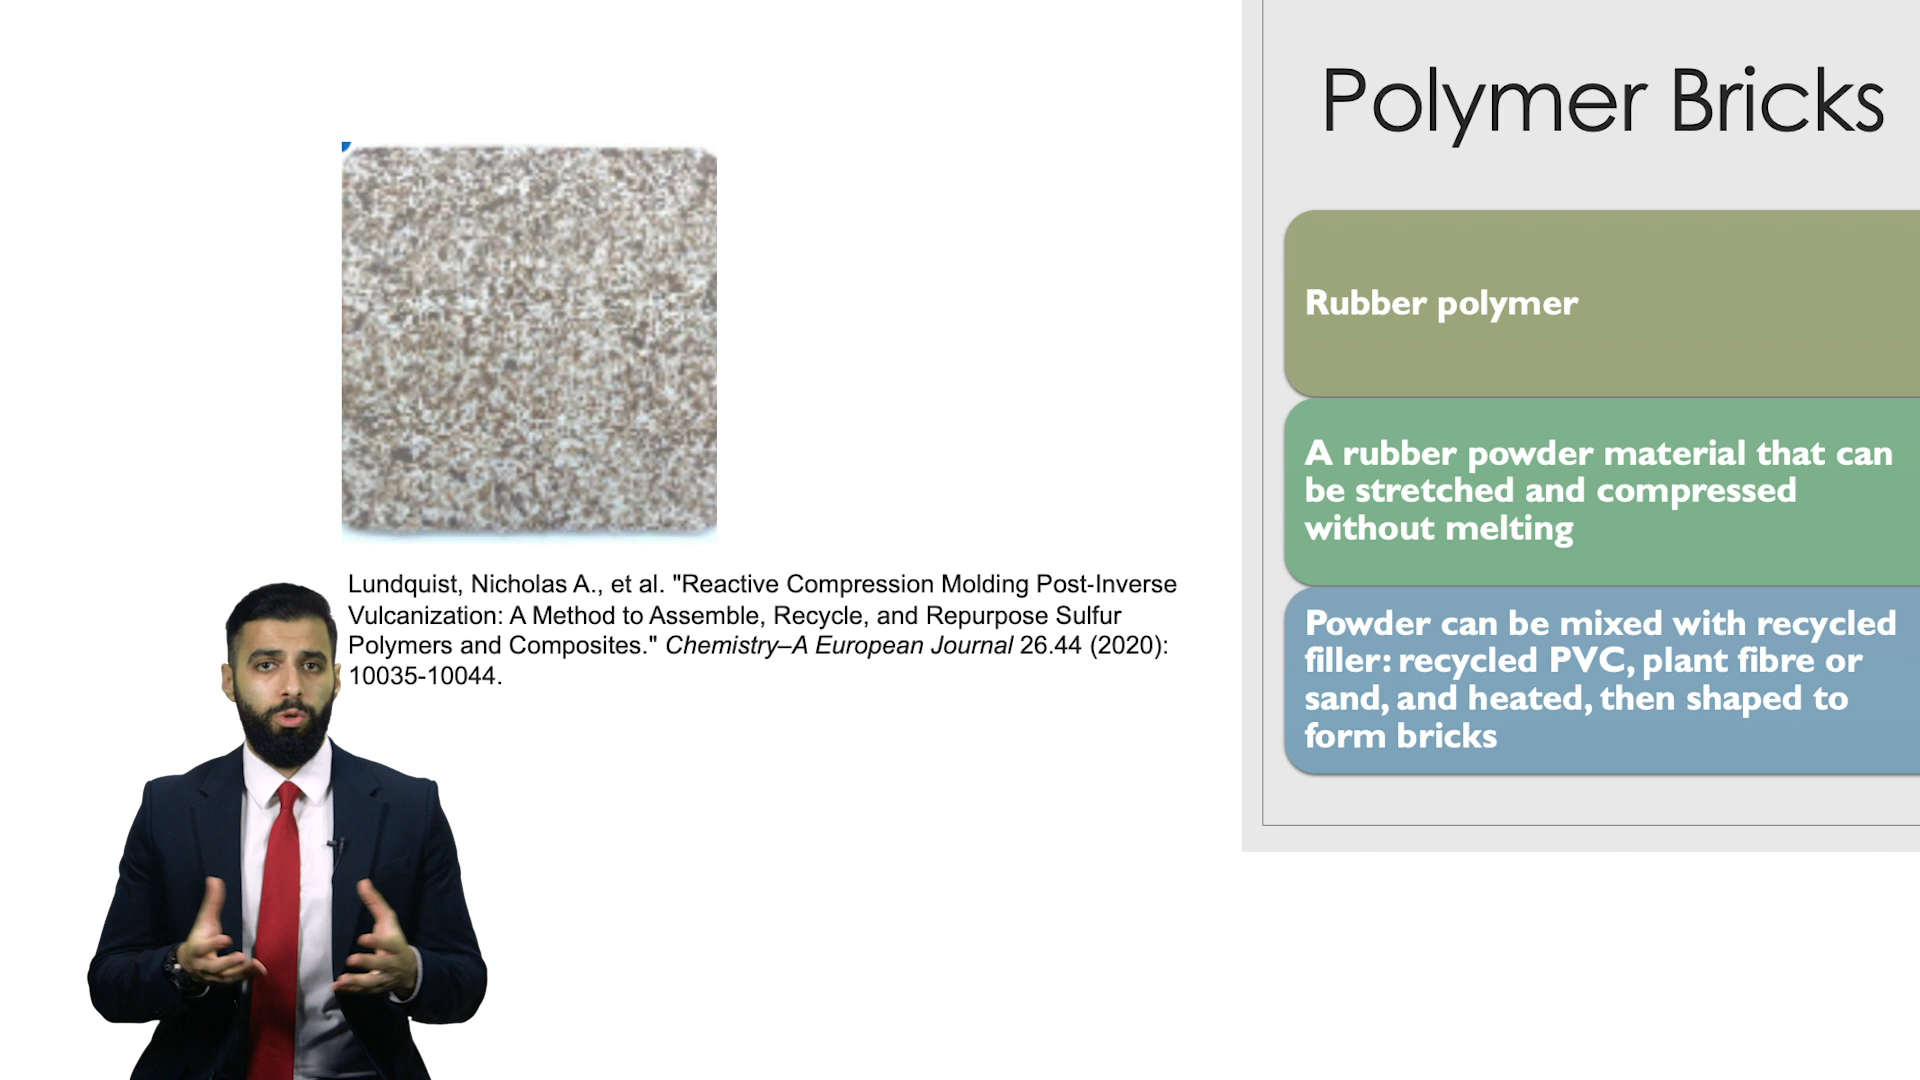 Polymer Bricks
Rubber polymer
A rubber powder material that can
be stretched and compressed
without melting
Powder can be mixed with recycled
filler: recycled PVC, plant fibre or
sand, and heated, then shaped to
form bricks
Lundquist, Nicholas A., et al. "Reactive Compression Molding Post-Inverse
Vulcanization: A Method to Assemble, Recycle, and Repurpose Sulfur
Polymers and Composites." Chemistry–A European Journal 26.44 (2020):
10035-10044.